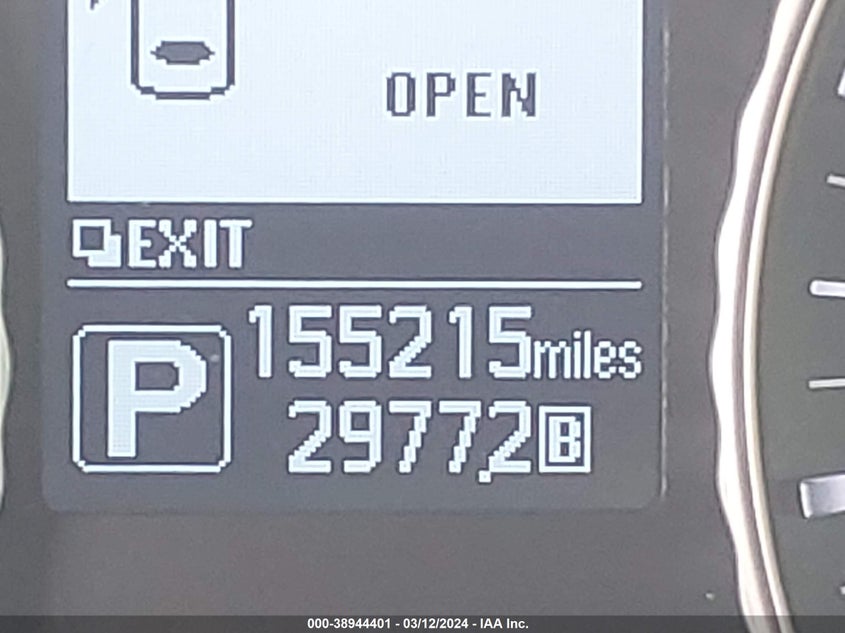 OPEN
EXIT
P
155215miles
2977.2 B
000-38944401 - 03/12/2024 - IAA Inc.